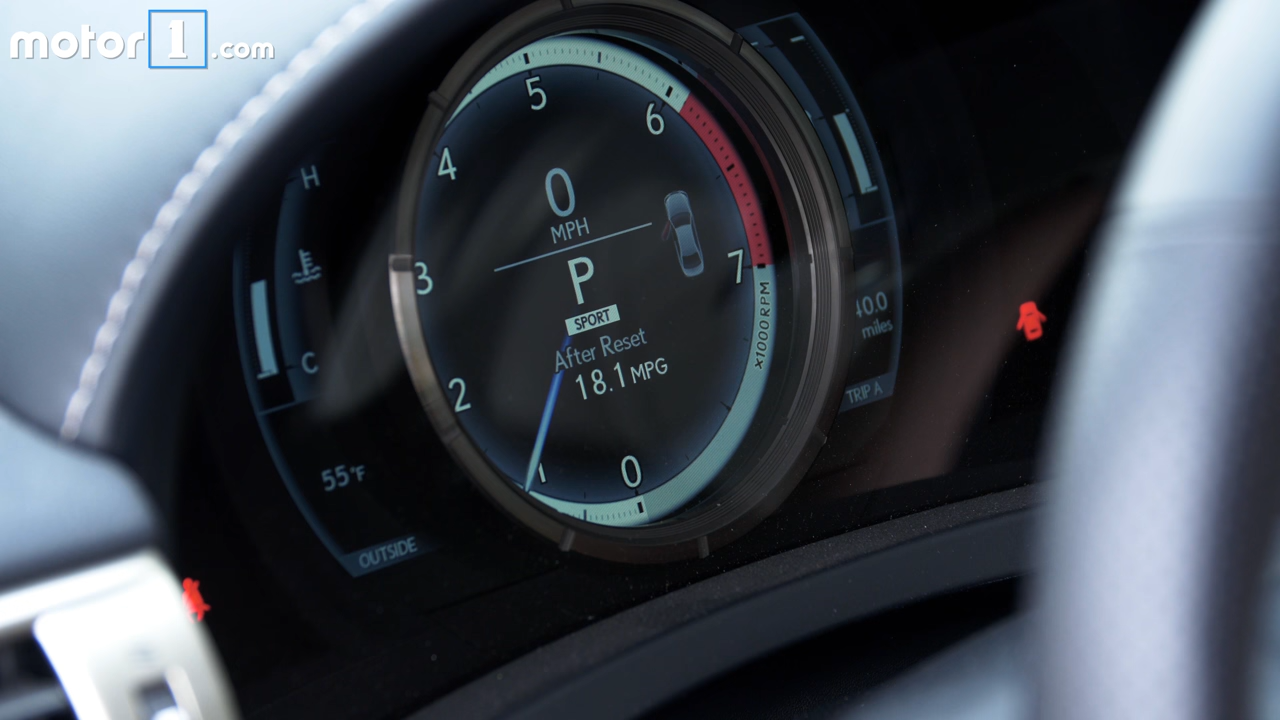 motor1.com
H
C
55°F
OUTSIDE
5
6
4
0
MPH
3
P
7
SPORT
After Reset
18.1 MPG
2
1
0
x1000RPM
miles
TRIP A